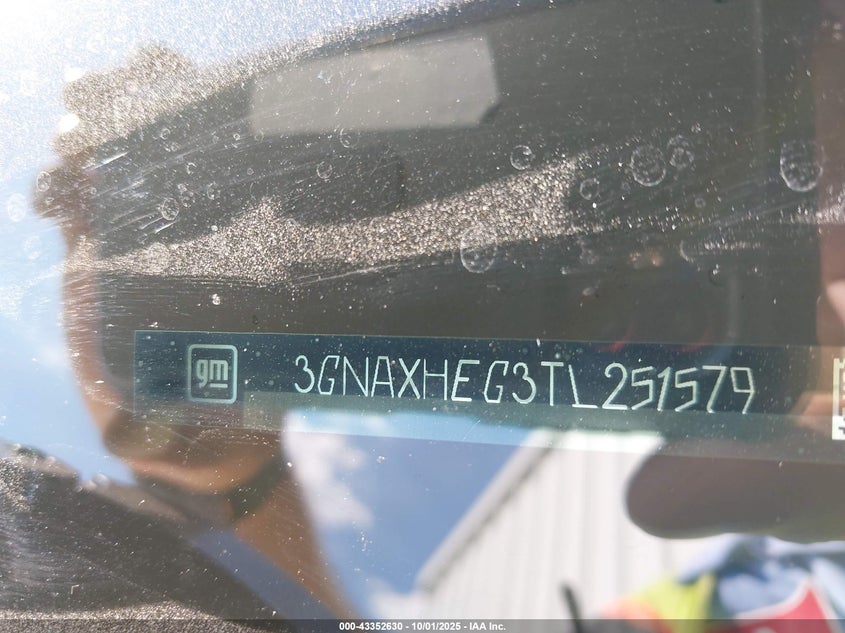 gm 3GNAXHEG3TL251579
000-43352630 - 10/01/2025 - IAA Inc.